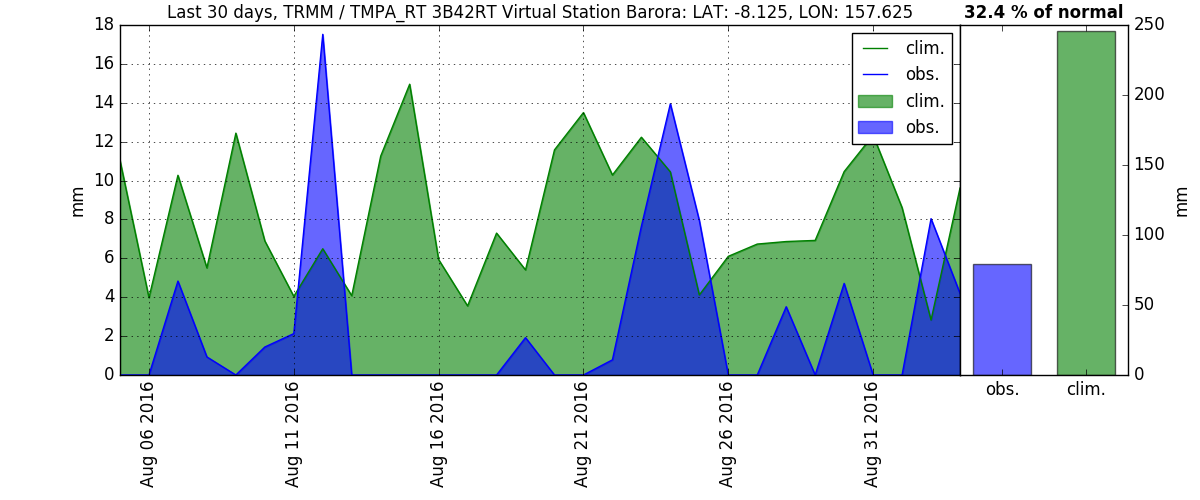 Last 30 days, TRMM / TMPA_RT 3B42RT Virtual Station Barora: LAT: -8.125, LON: 157.625
32.4 % of normal
mm
18
16
14
12
10
8
6
4
2
0
clim.
obs.
clim.
obs.
Aug 06 2016
Aug 11 2016
Aug 16 2016
Aug 21 2016
Aug 26 2016
Aug 31 2016
250
200
150
100
50
0
mm
obs.
clim.